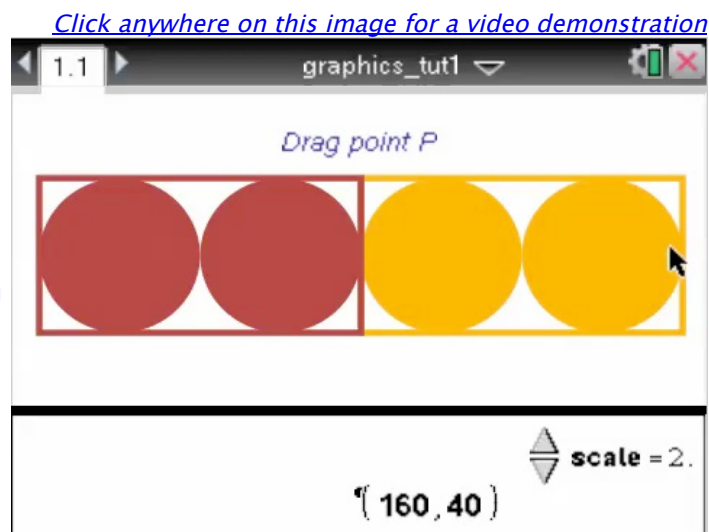 Click anywhere on this image for a video demonstration
1.1 graphics_tut1
Drag point P
scale =2.
(160,40)